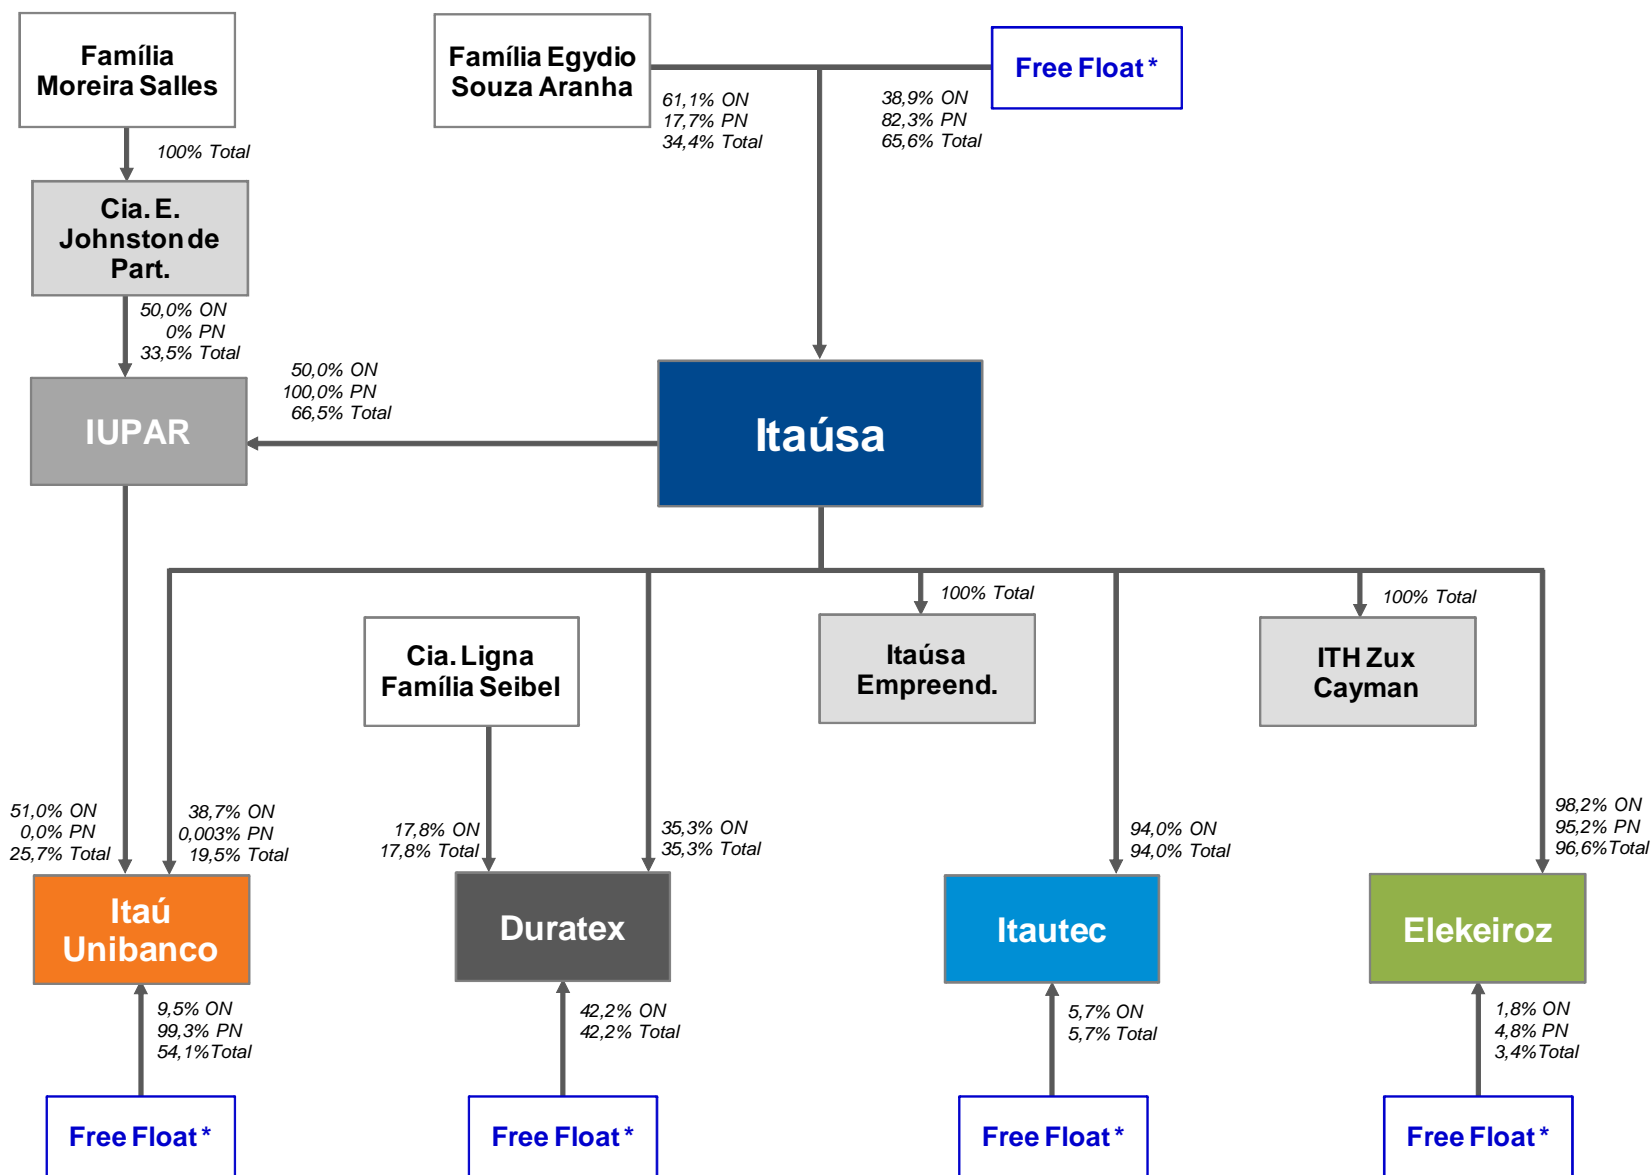 Família
Moreira Salles
Família Egydio
Souza Aranha
Free Float *
61,1% ON
17,7% PN
34,4% Total
38,9% ON
82,3% PN
65,6% Total
100% Total
Cia. E.
Johnston de
Part.
50,0% ON
0% PN
33,5% Total
50,0% ON
100,0% PN
66,5% Total
IUPAR
Itaúsa
100% Total
100% Total
Cia. Ligna
Família Seibel
Itaúsa
Empreend.
ITH Zux
Cayman
51,0% ON
0,0% PN
25,7% Total
38,7% ON
0,003% PN
19,5% Total
17,8% ON
17,8% Total
35,3% ON
35,3% Total
94,0% ON
94,0% Total
98,2% ON
95,2% PN
96,6%Total
Itaú
Unibanco
Duratex
Itautec
Elekeiroz
9,5% ON
99,3% PN
54,1%Total
42,2% ON
42,2% Total
5,7% ON
5,7% Total
1,8% ON
4,8% PN
3,4%Total
Free Float *
Free Float *
Free Float *
Free Float *